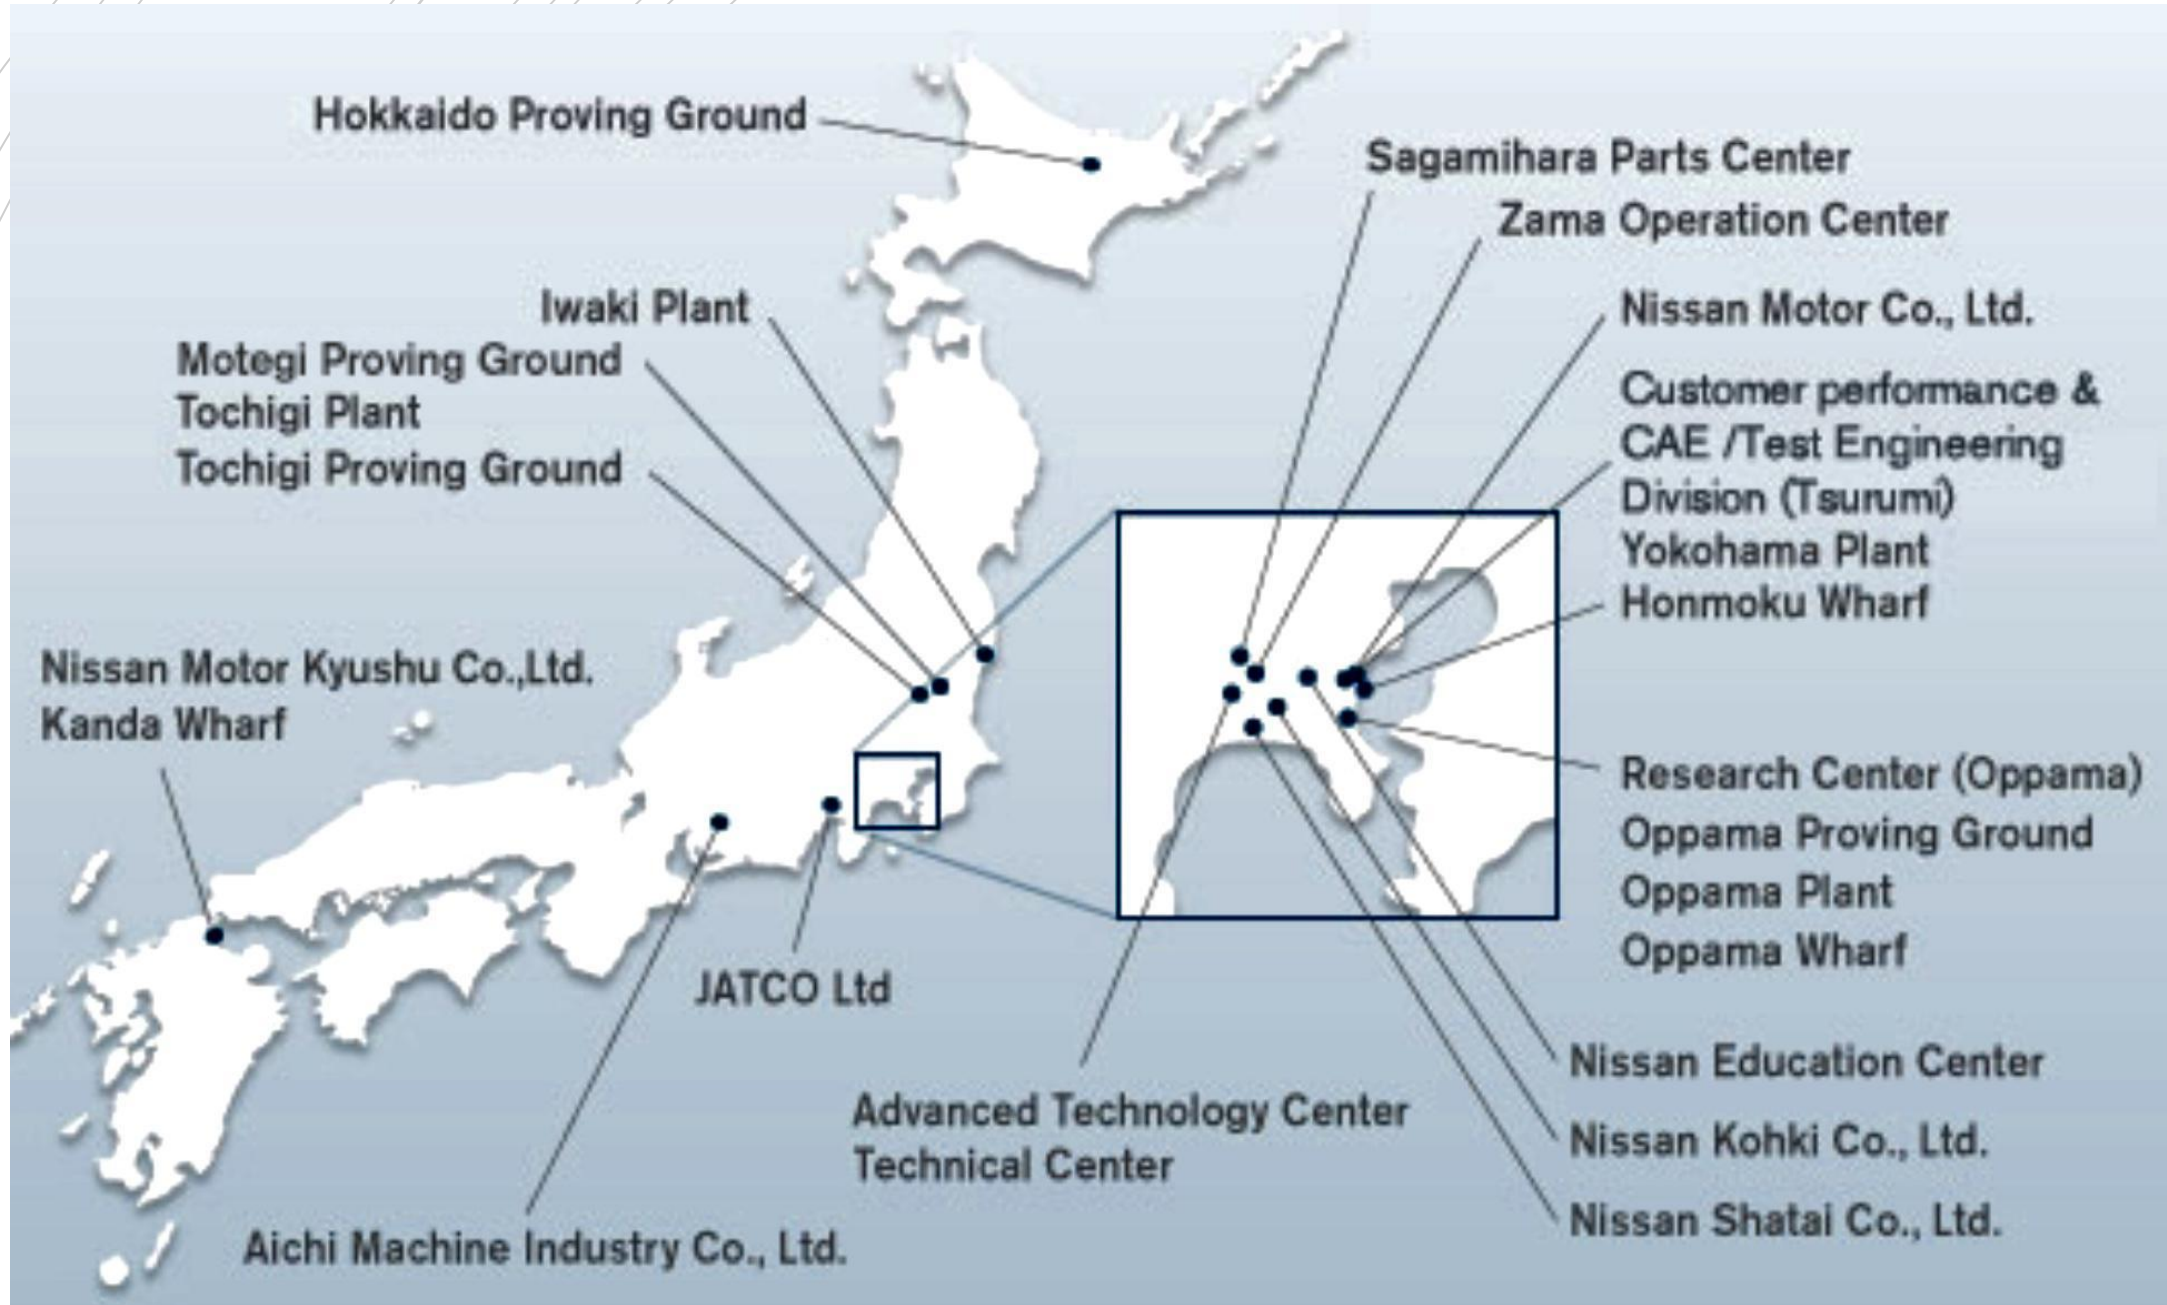 Hokkaido Proving Ground
Sagamihara Parts Center
Zama Operation Center
Iwaki Plant
Nissan Motor Co., Ltd.
Motegi Proving Ground
Tochigi Plant
Tochigi Proving Ground
Customer performance &
CAE /Test Engineering
Division (Tsurumi)
Yokohama Plant
Honmoku Wharf
Nissan Motor Kyushu Co.,Ltd.
Kanda Wharf
Research Center (Oppama)
Oppama Proving Ground
Oppama Plant
Oppama Wharf
JATCO Ltd
Nissan Education Center
Advanced Technology Center
Technical Center
Nissan Kohki Co., Ltd.
Nissan Shatai Co., Ltd.
Aichi Machine Industry Co., Ltd.